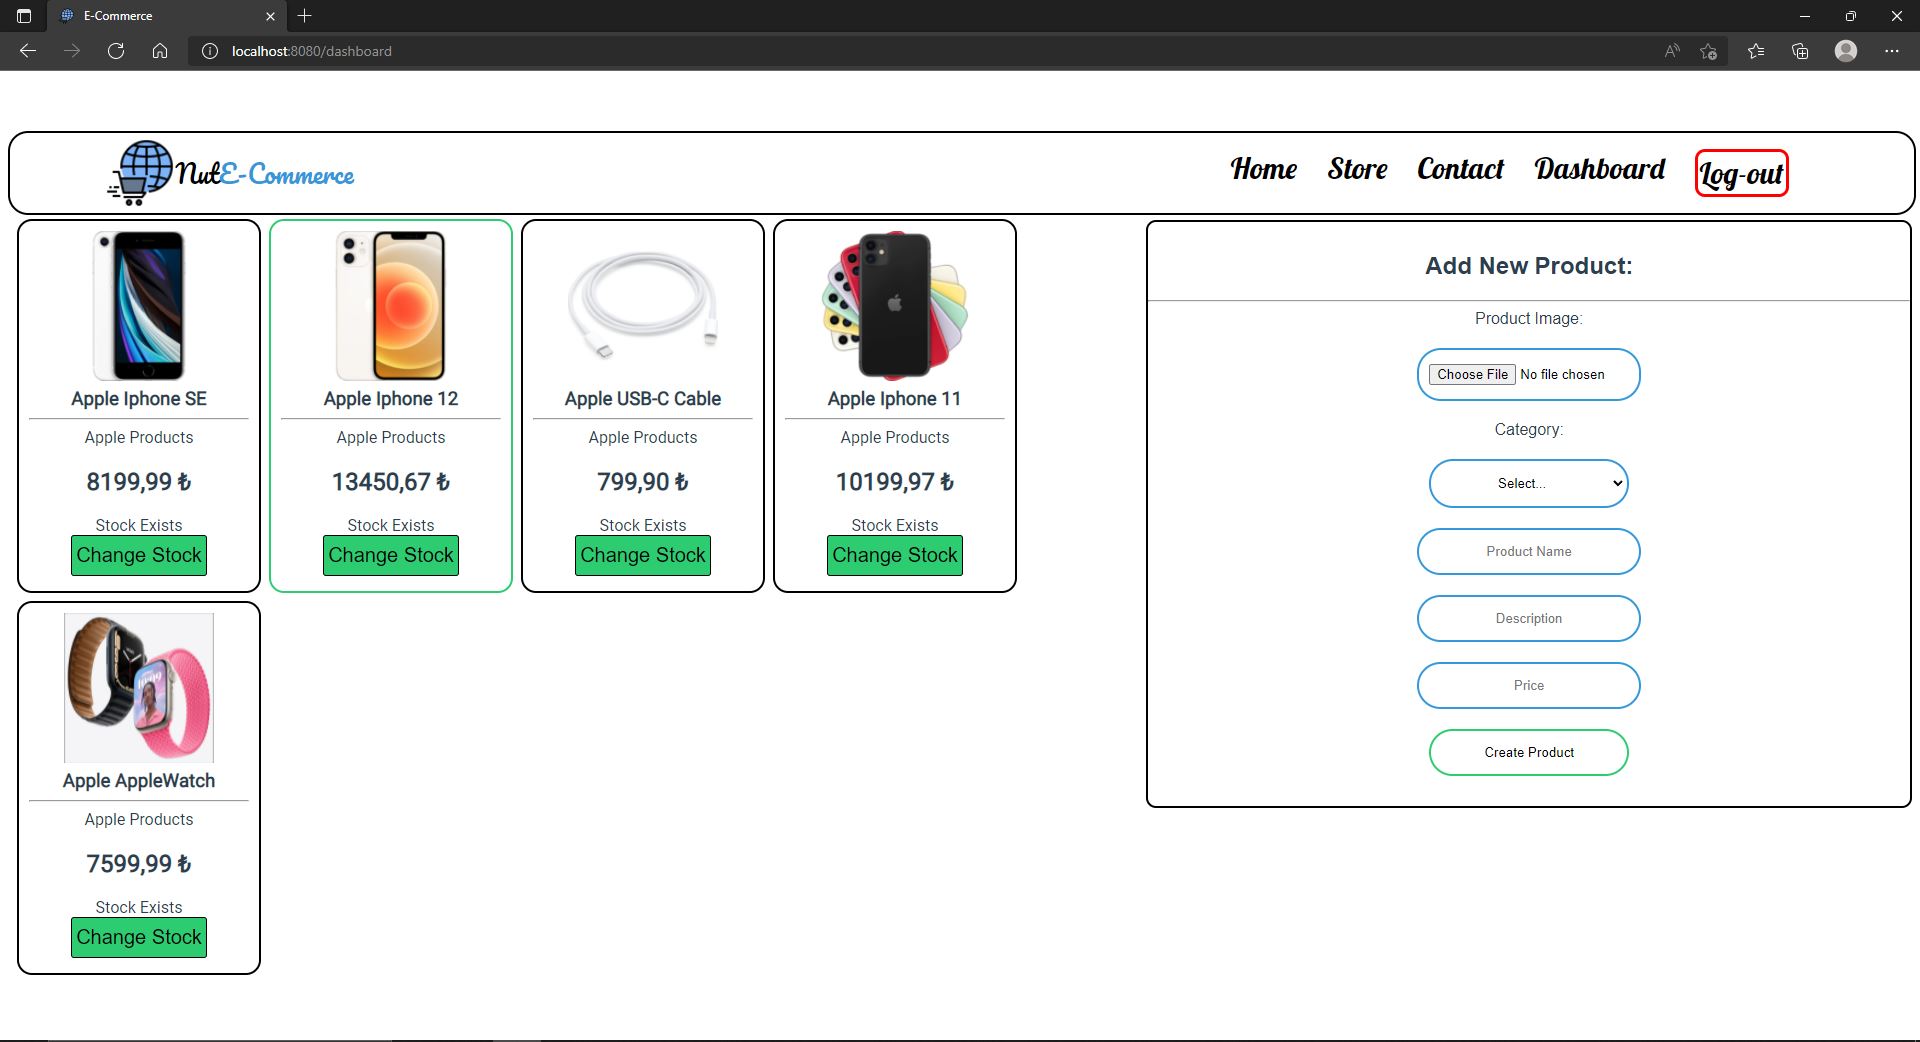 E-Commerce
localhost:8080/dashboard
NutE-Commerce
Home Store Contact Dashboard Log-out
Apple Iphone SE
Apple Products
8199,99 ₺
Stock Exists
Change Stock
Apple Iphone 12
Apple Products
13450,67 ₺
Stock Exists
Change Stock
Apple USB-C Cable
Apple Products
799,90 ₺
Stock Exists
Change Stock
Apple Iphone 11
Apple Products
10199,97 ₺
Stock Exists
Change Stock
Apple AppleWatch
Apple Products
7599,99 ₺
Stock Exists
Change Stock
Add New Product:
Product Image:
Choose File No file chosen
Category:
Select...
Product Name
Description
Price
Create Product